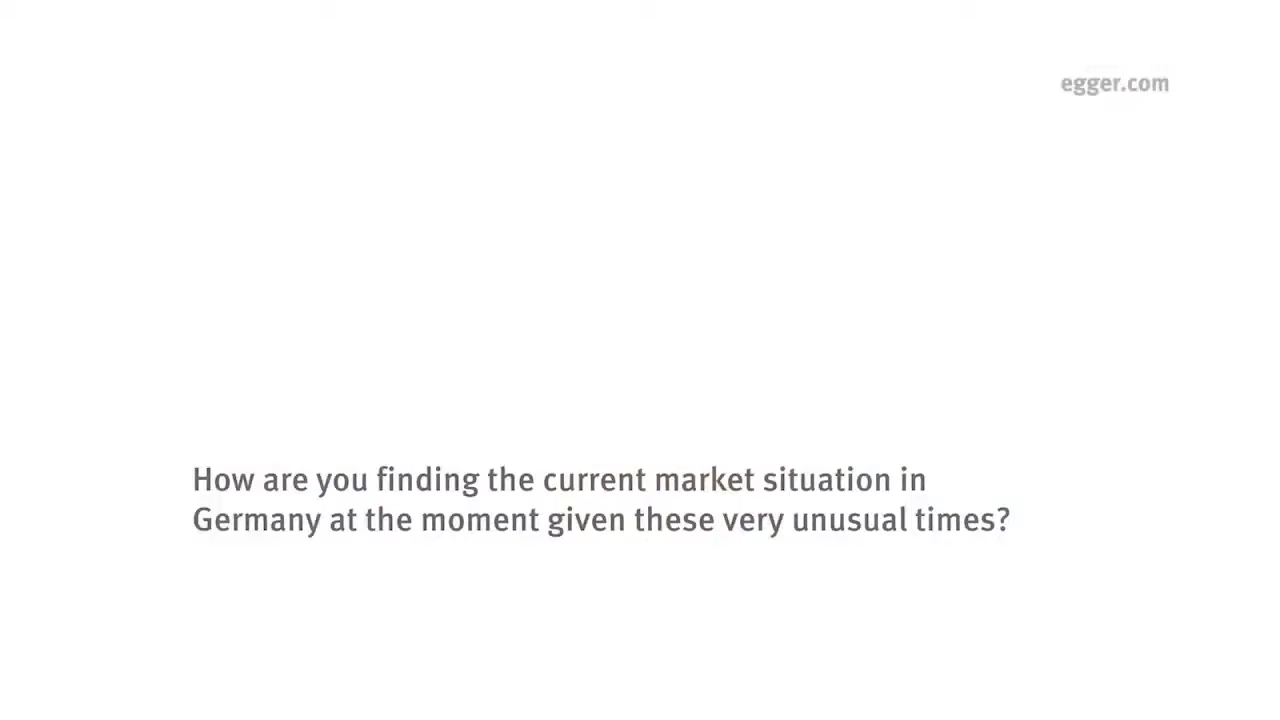 egger.com
How are you finding the current market situation in
Germany at the moment given these very unusual times?